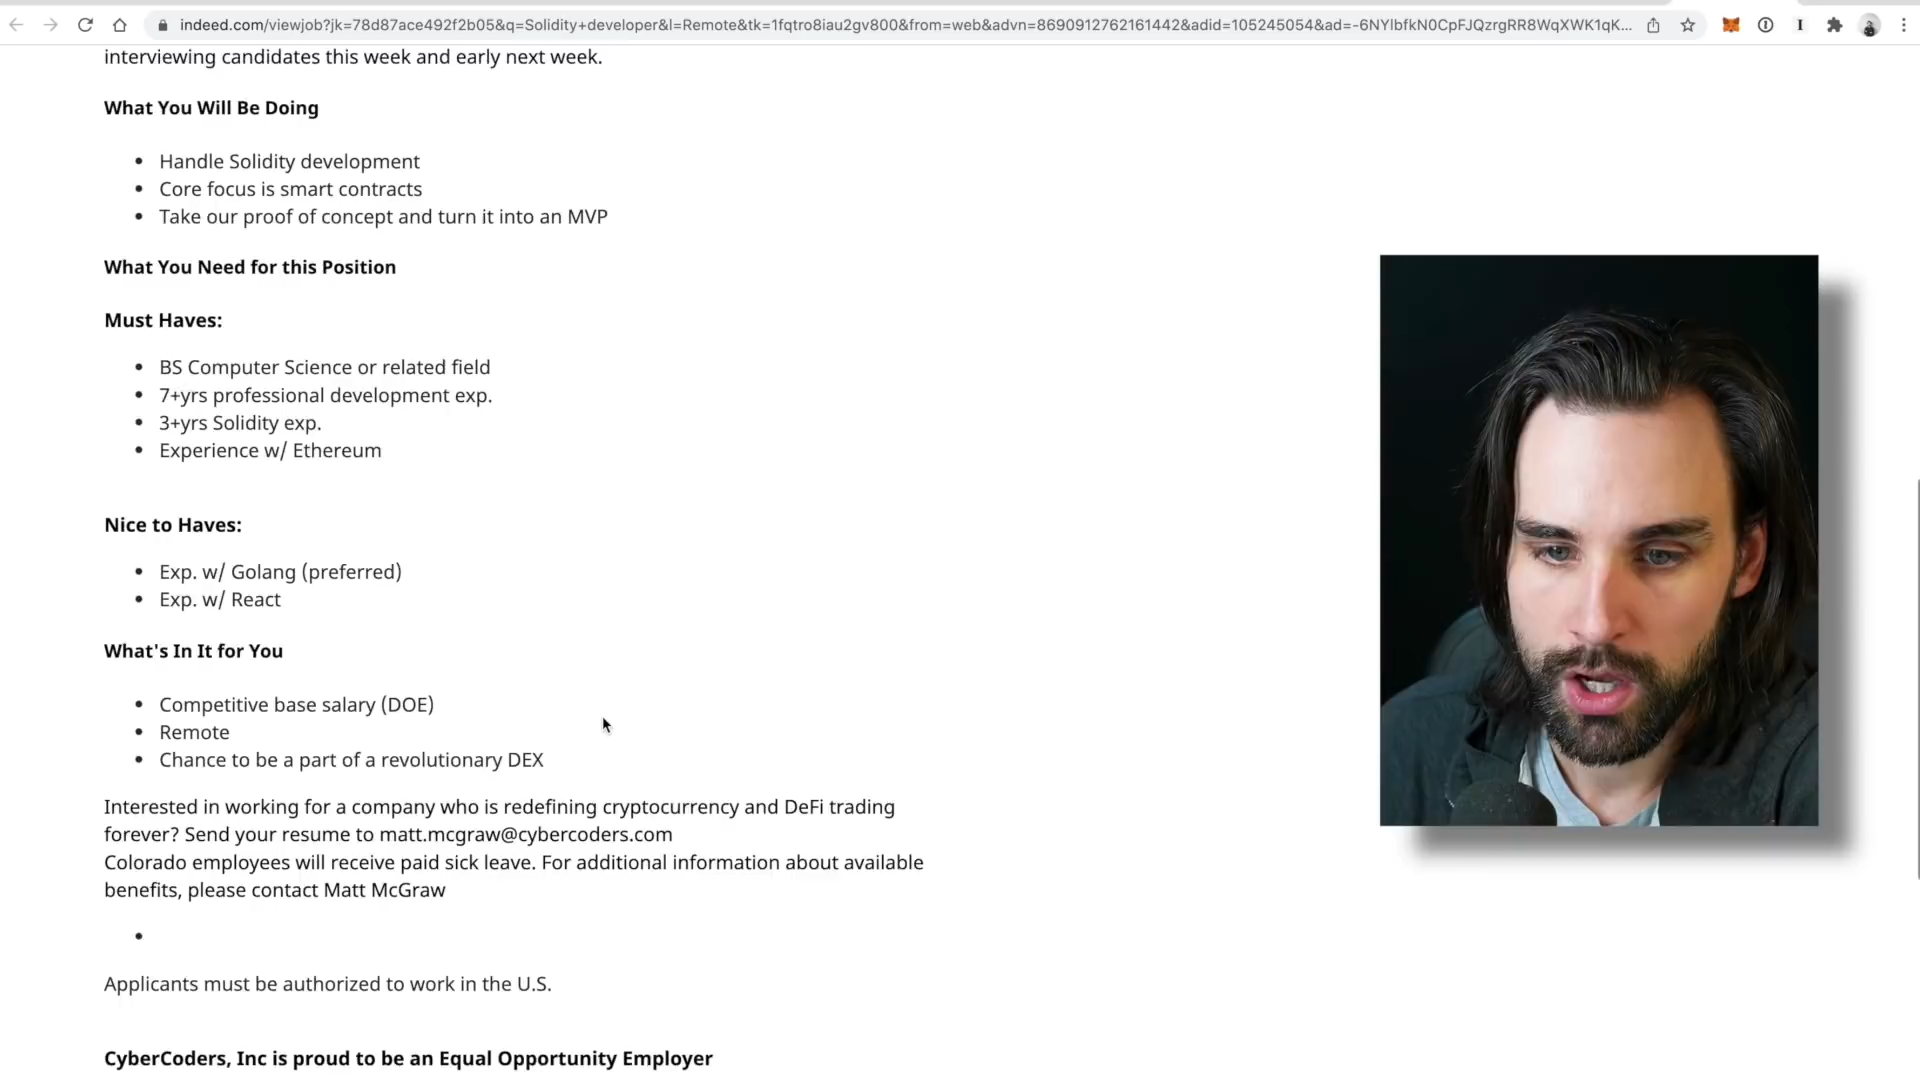 indeed.com/viewjob?jk=78d87ace492f2b05&q=Solidity+developer&l=Remote&tk=1fqtro8iau2gv800&from=web&advn=8690912762161442&adid=105245054&ad=-6NYlbfkN0CpFJQzrgRR8WqXWK1qK...
interviewing candidates this week and early next week.
What You Will Be Doing
• Handle Solidity development
• Core focus is smart contracts
• Take our proof of concept and turn it into an MVP
What You Need for this Position
Must Haves:
• BS Computer Science or related field
• 7+yrs professional development exp.
• 3+yrs Solidity exp.
• Experience w/ Ethereum
Nice to Haves:
• Exp. w/ Golang (preferred)
• Exp. w/ React
What's In It for You
• Competitive base salary (DOE)
• Remote
• Chance to be a part of a revolutionary DEX
Interested in working for a company who is redefining cryptocurrency and DeFi trading
forever? Send your resume to matt.mcgraw@cybercoders.com
Colorado employees will receive paid sick leave. For additional information about available
benefits, please contact Matt McGraw
•
Applicants must be authorized to work in the U.S.
CyberCoders, Inc is proud to be an Equal Opportunity Employer